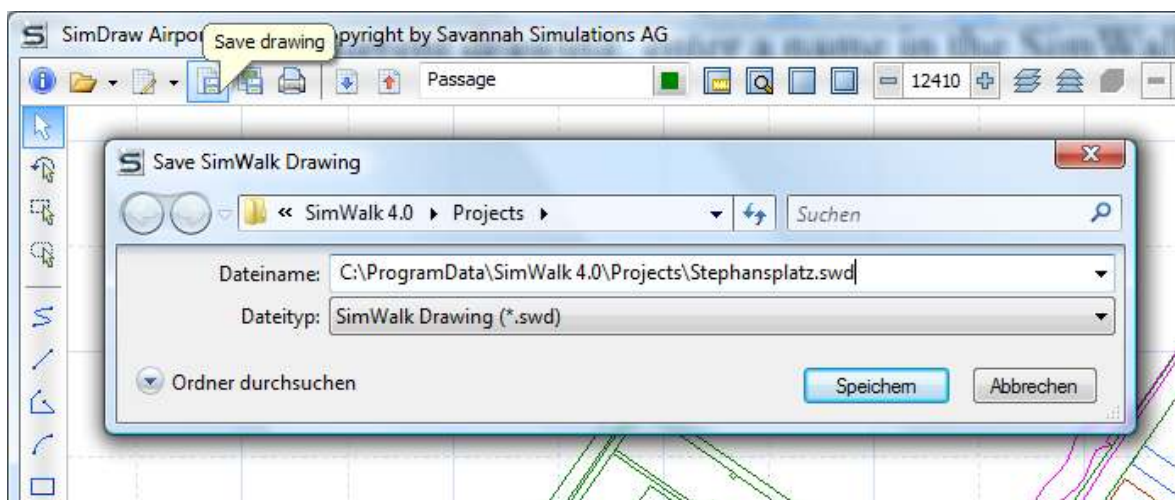 SimDraw Airpo
Save drawing
pyright by Savannah Simulations AG
Passage
12410
Save SimWalk Drawing
« SimWalk 4.0 Projects
Suchen
Dateiname: C:\ProgramData\SimWalk 4.0\Projects\Stephansplatz.swd
Dateityp: SimWalk Drawing (*.swd)
Ordner durchsuchen
Speichern
Abbrechen